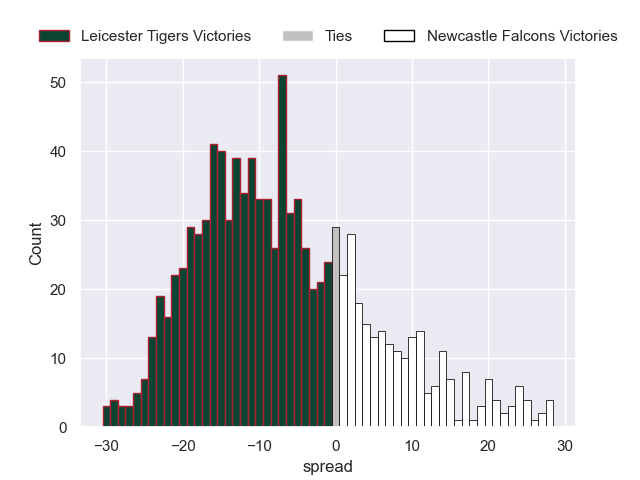 Leicester Tigers Victories Ties Newcastle Falcons Victories
50
40
30
20
10
0
Count
−30 −20 −10 0 10 20 30
spread